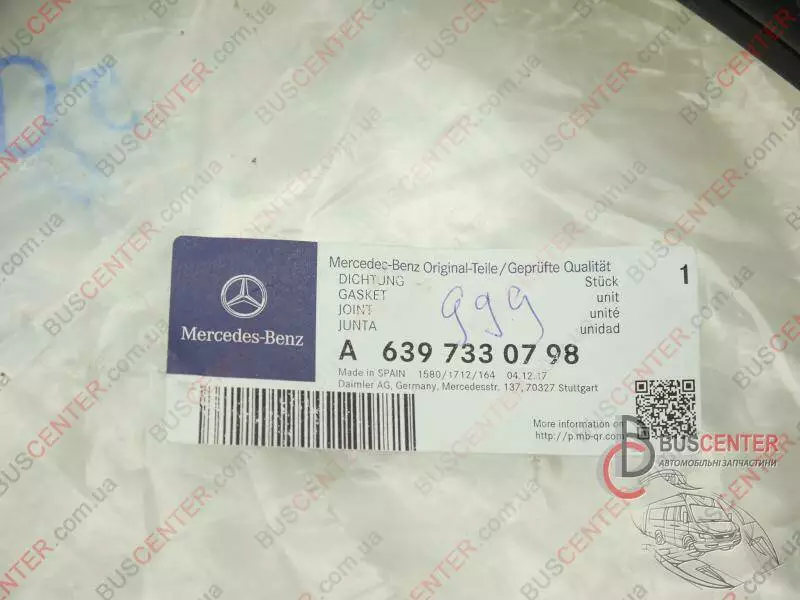 Mercedes-Benz
Mercedes-Benz Original-Teile/Geprüfte Qualität
DICHTUNG Stück 1
GASKET unit
JOINT unité
JUNTA unidad
999
A 639 733 07 98
Made in SPAIN 1580/1712/164 04.12.17
Daimler AG, Germany, Mercedesstr. 137, 70327 Stuttgart
More information on
http://p.mb-qr.com
BUSCENTER
АВТОМОБІЛЬНІ ЗАПЧАСТИНИ
BUSCENTER.com.ua